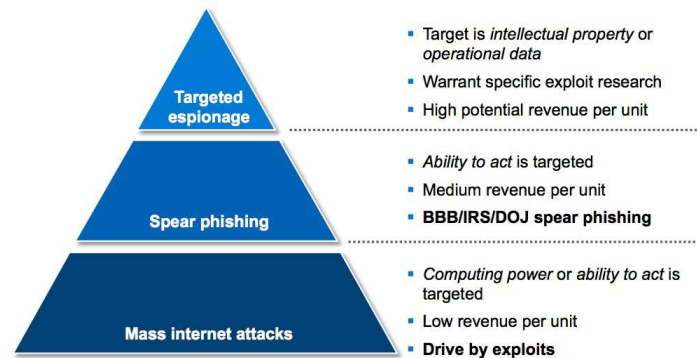 Targeted
espionage
Target is intellectual property or
operational data
Warrant specific exploit research
High potential revenue per unit
Spear phishing
Ability to act is targeted
Medium revenue per unit
BBB/IRS/DOJ spear phishing
Mass internet attacks
Computing power or ability to act is
targeted
Low revenue per unit
Drive by exploits